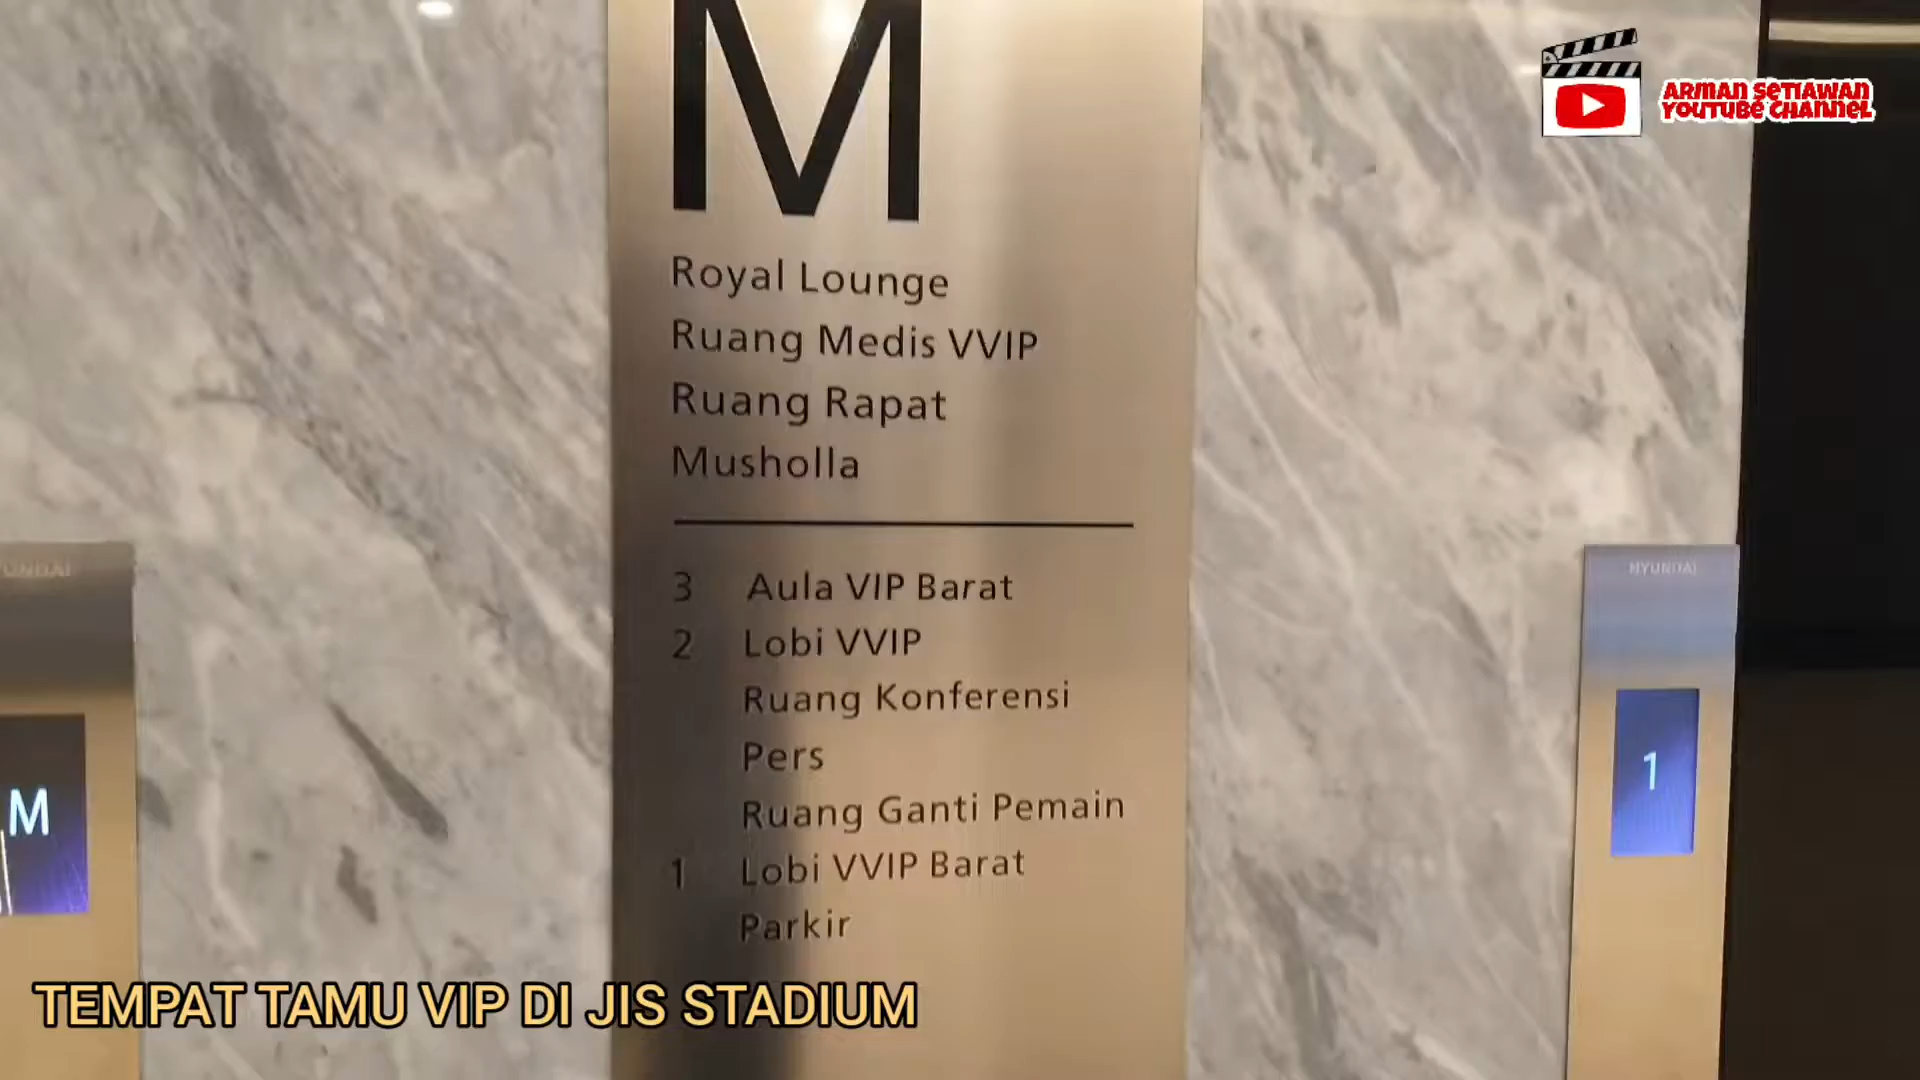 M
ARMAN SETIAWAN
YOUTUBE CHANNEL
Royal Lounge
Ruang Medis VVIP
Ruang Rapat
Musholla
3 Aula VIP Barat
2 Lobi VVIP
Ruang Konferensi
Pers
Ruang Ganti Pemain
1 Lobi VVIP Barat
Parkir
HYUNDAI
1
M
TEMPAT TAMU VIP DI JIS STADIUM